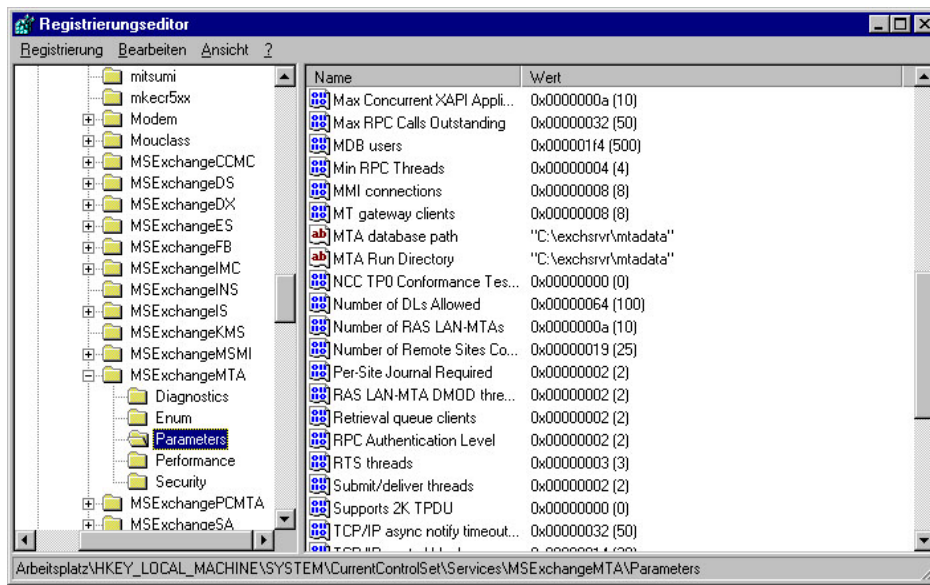 Registrierungseditor
Registrierung Bearbeiten Ansicht ?
mitsumi
mkecr5xx
Modem
Mouclass
MSExchangeCCMC
MSExchangeDS
MSExchangeDX
MSExchangeES
MSExchangeFB
MSExchangeIMC
MSExchangeINS
MSExchangeIS
MSExchangeKMS
MSExchangeMSMI
MSExchangeMTA
Diagnostics
Enum
Parameters
Performance
Security
MSExchangePCMTA
MSExchangeSA
Name Wert
Max Concurrent XAPI Appli... 0x0000000a (10)
Max RPC Calls Outstanding 0x00000032 (50)
MDB users 0x000001f4 (500)
Min RPC Threads 0x00000004 (4)
MMI connections 0x00000008 (8)
MT gateway clients 0x00000008 (8)
MTA database path "C:\exchsrvr\mtadata"
MTA Run Directory "C:\exchsrvr\mtadata"
NCC TP0 Conformance Tes... 0x00000000 (0)
Number of DLs Allowed 0x00000064 (100)
Number of RAS LAN-MTAs 0x0000000a (10)
Number of Remote Sites Co... 0x00000019 (25)
Per-Site Journal Required 0x00000002 (2)
RAS LAN-MTA DMOD thre... 0x00000002 (2)
Retrieval queue clients 0x00000002 (2)
RPC Authentication Level 0x00000002 (2)
RTS threads 0x00000003 (3)
Submit/deliver threads 0x00000002 (2)
Supports 2K TPDU 0x00000000 (0)
TCP/IP async notify timeout... 0x00000032 (50)
Arbeitsplatz\HKEY_LOCAL_MACHINE\SYSTEM\CurrentControlSet\Services\MSExchangeMTA\Parameters